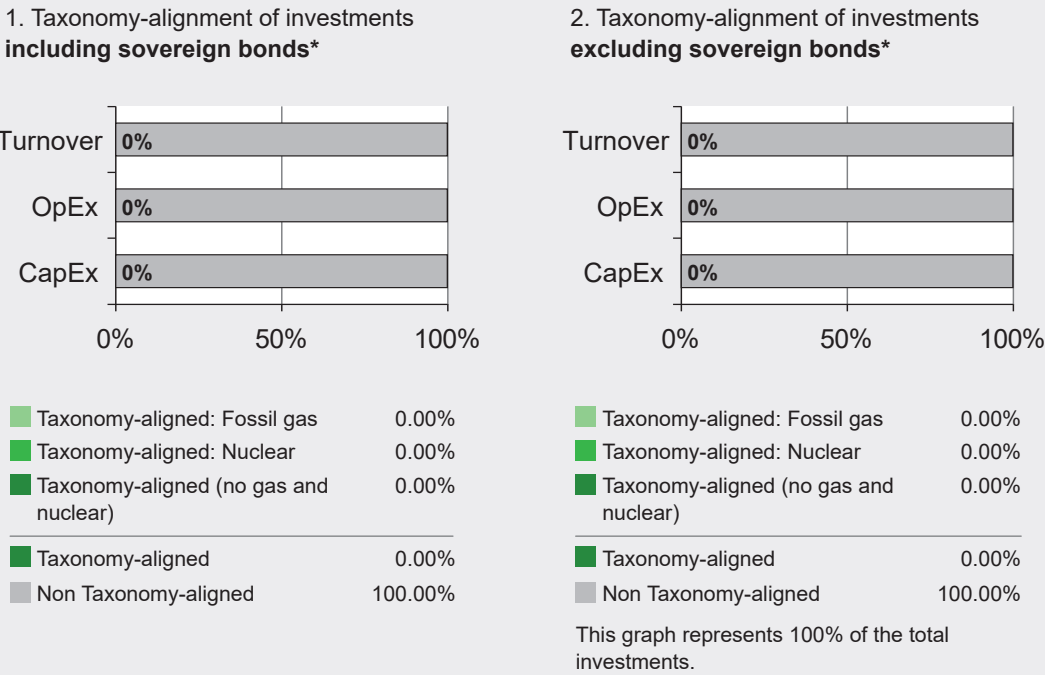 1. Taxonomy-alignment of investments
including sovereign bonds*
Turnover 0%
OpEx 0%
CapEx 0%
0% 50% 100%
Taxonomy-aligned: Fossil gas 0.00%
Taxonomy-aligned: Nuclear 0.00%
Taxonomy-aligned (no gas and 0.00%
nuclear)
Taxonomy-aligned 0.00%
Non Taxonomy-aligned 100.00%
2. Taxonomy-alignment of investments
excluding sovereign bonds*
Turnover 0%
OpEx 0%
CapEx 0%
0% 50% 100%
Taxonomy-aligned: Fossil gas 0.00%
Taxonomy-aligned: Nuclear 0.00%
Taxonomy-aligned (no gas and 0.00%
nuclear)
Taxonomy-aligned 0.00%
Non Taxonomy-aligned 100.00%
This graph represents 100% of the total
investments.